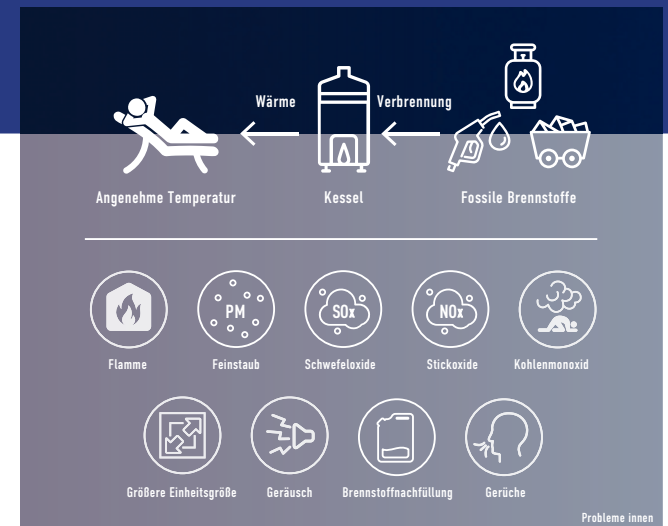 Wärme
Verbrennung
Angenehme Temperatur
Kessel
Fossile Brennstoffe
PM
SOx
NOx
Flamme
Feinstaub
Schwefeloxide
Stickoxide
Kohlenmonoxid
Größere Einheitsgröße
Geräusch
Brennstoffnachfüllung
Gerüche
Probleme innen